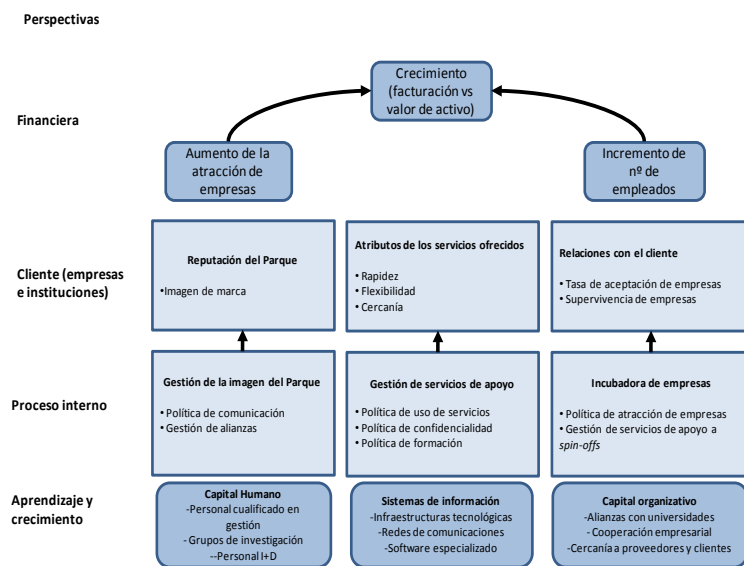 Perspectivas
Financiera
Crecimiento
(facturación vs
valor de activo)
Aumento de la
atracción de
empresas
Incremento de
nº de
empleados
Cliente (empresas
e instituciones)
Reputación del Parque
•Imagen de marca
Atributos de los servicios ofrecidos
• Rapidez
• Flexibilidad
• Cercanía
Relaciones con el cliente
• Tasa de aceptación de empresas
• Supervivencia de empresas
Proceso interno
Gestión de la imagen del Parque
• Política de comunicación
• Gestión de alianzas
Gestión de servicios de apoyo
• Política de uso de servicios
• Política de confidencialidad
• Política de formación
Incubadora de empresas
• Política de atracción de empresas
• Gestión de servicios de apoyo a
spin-offs
Aprendizaje y
crecimiento
Capital Humano
-Personal cualificado en
gestión
- Grupos de investigación
--Personal I+D
Sistemas de información
-Infraestructuras tecnológicas
-Redes de comunicaciones
-Software especializado
Capital organizativo
-Alianzas con universidades
- Cooperación empresarial
-Cercanía a proveedores y clientes